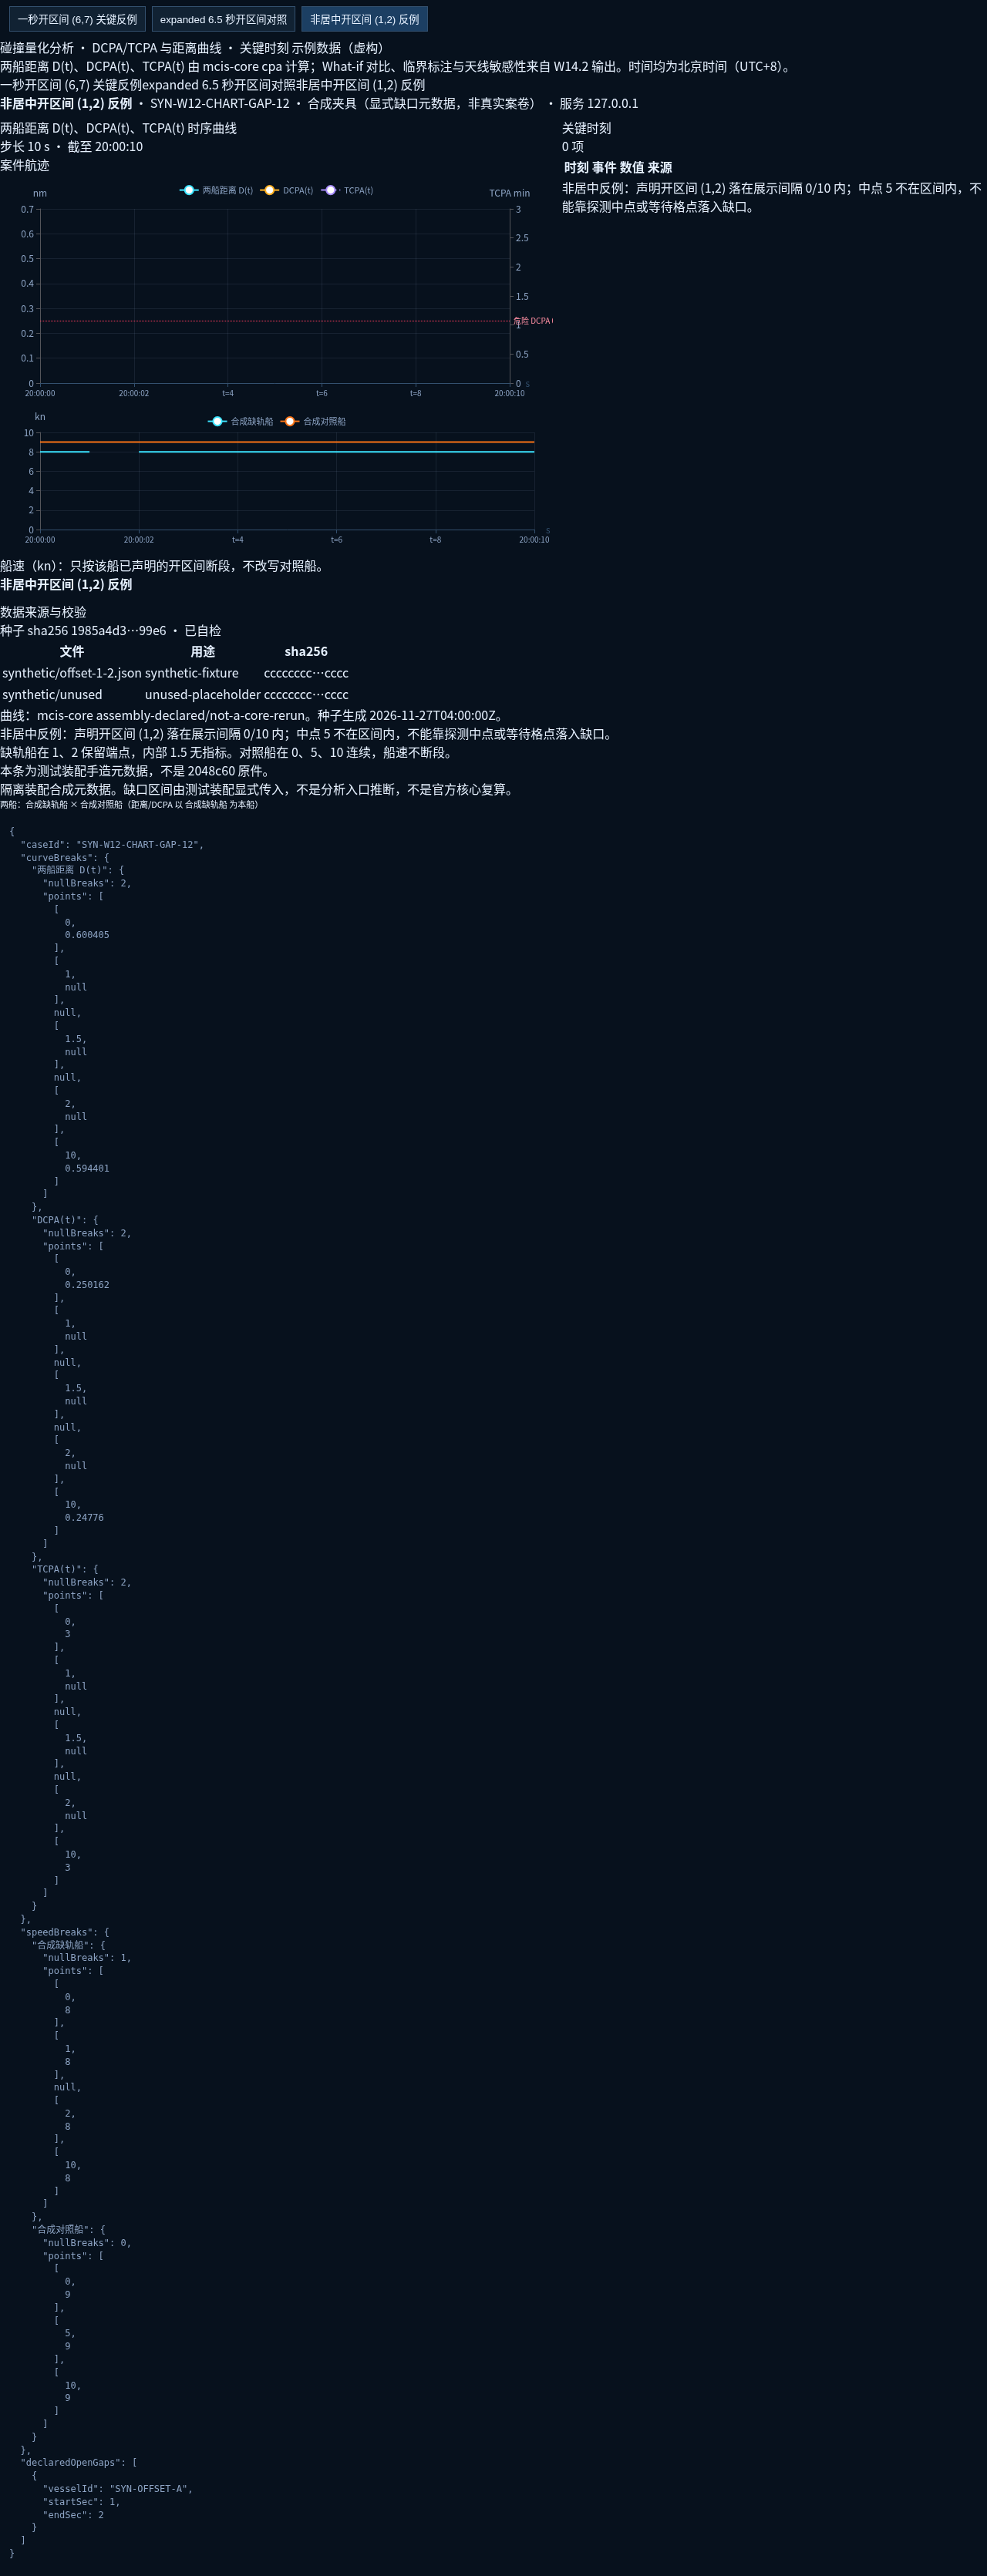 一秒开区间 (6,7) 关键反例 expanded 6.5 秒开区间对照 非居中开区间 (1,2) 反例
碰撞量化分析 · DCPA/TCPA 与距离曲线 · 关键时刻 示例数据（虚构）
两船距离 D(t)、DCPA(t)、TCPA(t) 由 mcis-core cpa 计算；What-if 对比、临界标注与天线敏感性来自 W14.2 输出。时间均为北京时间（UTC+8）。
一秒开区间 (6,7) 关键反例expanded 6.5 秒开区间对照非居中开区间 (1,2) 反例
非居中开区间 (1,2) 反例 · SYN-W12-CHART-GAP-12 · 合成夹具（显式缺口元数据，非真实案卷） · 服务 127.0.0.1
两船距离 D(t)、DCPA(t)、TCPA(t) 时序曲线
步长 10 s · 截至 20:00:10
案件航迹
nm 两船距离 D(t) DCPA(t) TCPA(t) TCPA min
0.7 3
0.6 2.5
0.5 2
0.4 1.5
0.3
危险 DCPA
0.2 1
0.1 0.5
0 0 s
20:00:00 20:00:02 t=4 t=6 t=8 20:00:10
kn 合成缺轨船 合成对照船
10
8
6
4
2
0 s
20:00:00 20:00:02 t=4 t=6 t=8 20:00:10
关键时刻
0 项
时刻 事件 数值 来源
非居中反例：声明开区间 (1,2) 落在展示间隔 0/10 内；中点 5 不在区间内，不
能靠探测中点或等待格点落入缺口。
船速（kn）：只按该船已声明的开区间断段，不改写对照船。
非居中开区间 (1,2) 反例
数据来源与校验
种子 sha256 1985a4d3…99e6 · 已自检
文件 用途 sha256
synthetic/offset-1-2.json synthetic-fixture cccccccc…cccc
synthetic/unused unused-placeholder cccccccc…cccc
曲线：mcis-core assembly-declared/not-a-core-rerun。种子生成 2026-11-27T04:00:00Z。
非居中反例：声明开区间 (1,2) 落在展示间隔 0/10 内；中点 5 不在区间内，不能靠探测中点或等待格点落入缺口。
缺轨船在 1、2 保留端点，内部 1.5 无指标。对照船在 0、5、10 连续，船速不断段。
本条为测试装配手造元数据，不是 2048c60 原件。
隔离装配合成元数据。缺口区间由测试装配显式传入，不是分析入口推断，不是官方核心复算。
两船：合成缺轨船 × 合成对照船（距离/DCPA 以 合成缺轨船 为本船）
{
"caseId": "SYN-W12-CHART-GAP-12",
"curveBreaks": {
"两船距离 D(t)": {
"nullBreaks": 2,
"points": [
[
0,
0.600405
],
[
1,
null
],
null,
[
1.5,
null
],
null,
[
2,
null
],
[
10,
0.594401
]
]
},
"DCPA(t)": {
"nullBreaks": 2,
"points": [
[
0,
0.250162
],
[
1,
null
],
null,
[
1.5,
null
],
null,
[
2,
null
],
[
10,
0.24776
]
]
},
"TCPA(t)": {
"nullBreaks": 2,
"points": [
[
0,
3
],
[
1,
null
],
null,
[
1.5,
null
],
null,
[
2,
null
],
[
10,
3
]
]
}
},
"speedBreaks": {
"合成缺轨船": {
"nullBreaks": 1,
"points": [
[
0,
8
],
[
1,
8
],
null,
[
2,
8
],
[
10,
8
]
]
},
"合成对照船": {
"nullBreaks": 0,
"points": [
[
0,
9
],
[
5,
9
],
[
10,
9
]
]
}
},
"declaredOpenGaps": [
{
"vesselId": "SYN-OFFSET-A",
"startSec": 1,
"endSec": 2
}
]
}